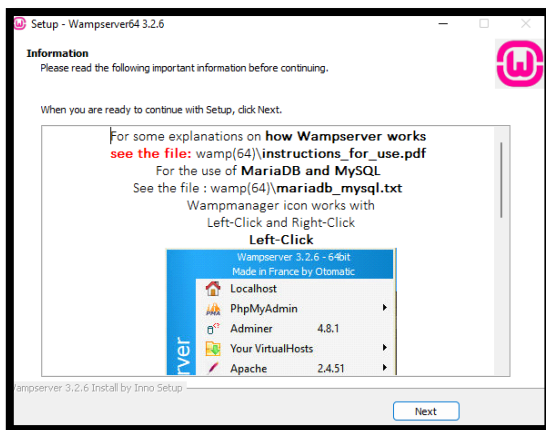 Setup - Wampserver64 3.2.6
Information
Please read the following important information before continuing.
When you are ready to continue with Setup, click Next.
For some explanations on how Wampserver works
see the file: wamp(64)\instructions_for_use.pdf
For the use of MariaDB and MySQL
See the file : wamp(64)\mariadb_mysql.txt
Wampmanager icon works with
Left-Click and Right-Click
Left-Click
Wampserver 3.2.6 - 64bit
Made in France by Otomatic
Localhost
PhpMyAdmin
Adminer 4.8.1
Your VirtualHosts
Apache 2.4.51
rver
ampserver 3.2.6 Install by Inno Setup
Next